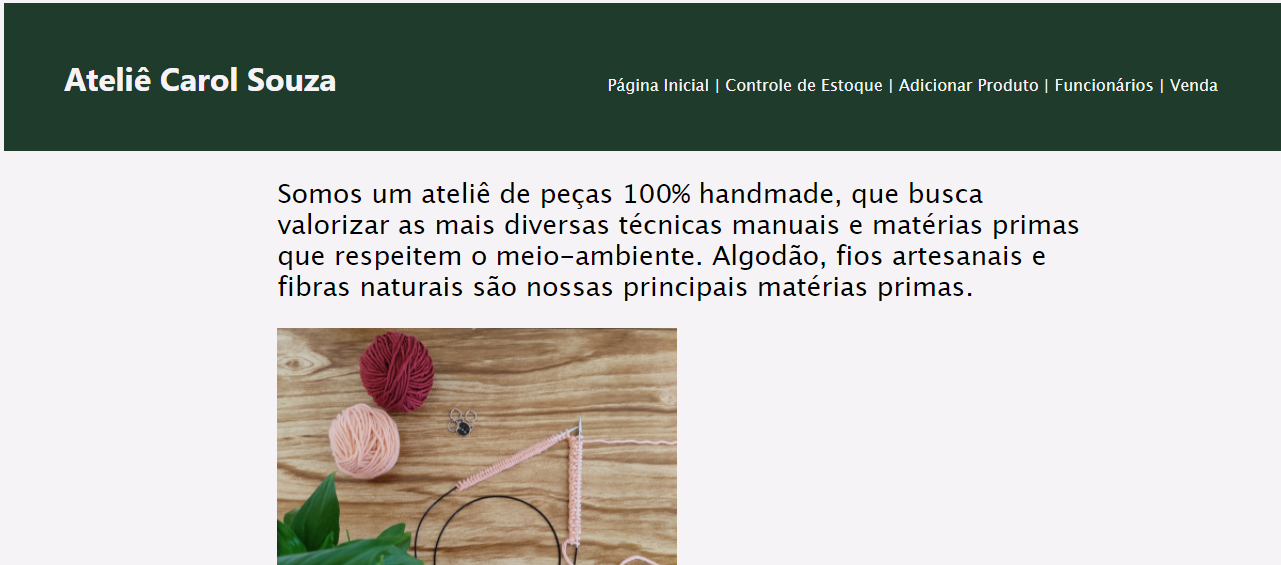 Ateliê Carol Souza
Página Inicial | Controle de Estoque | Adicionar Produto | Funcionários | Venda
Somos um ateliê de peças 100% handmade, que busca
valorizar as mais diversas técnicas manuais e matérias primas
que respeitem o meio-ambiente. Algodão, fios artesanais e
fibras naturais são nossas principais matérias primas.